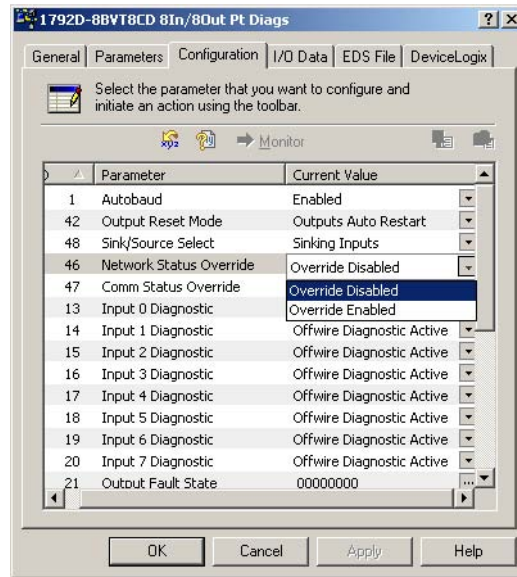 1792D-8BVT8CD 8In/8Out Pt Diags
General Parameters Configuration I/O Data EDS File DeviceLogix
Select the parameter that you want to configure and
initiate an action using the toolbar.
Monitor
Parameter Current Value
1 Autobaud Enabled
42 Output Reset Mode Outputs Auto Restart
48 Sink/Source Select Sinking Inputs
46 Network Status Override Override Disabled
47 Comm Status Override Override Disabled
13 Input 0 Diagnostic Override Enabled
14 Input 1 Diagnostic Offwire Diagnostic Active
15 Input 2 Diagnostic Offwire Diagnostic Active
16 Input 3 Diagnostic Offwire Diagnostic Active
17 Input 4 Diagnostic Offwire Diagnostic Active
18 Input 5 Diagnostic Offwire Diagnostic Active
19 Input 6 Diagnostic Offwire Diagnostic Active
20 Input 7 Diagnostic Offwire Diagnostic Active
21 Output Fault State 00000000 ...
OK Cancel Apply Help